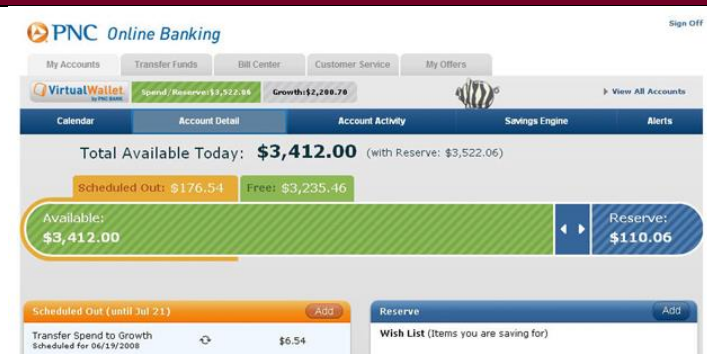 PNC Online Banking
Sign Off
My Accounts Transfer Funds Bill Center Customer Service My Offers
VirtualWallet by PNC BANK Spend/Reserve:$3,522.06 Growth:$2,200.70 View All Accounts
Calendar Account Detail Account Activity Savings Engine Alerts
Total Available Today: $3,412.00 (with Reserve: $3,522.06)
Scheduled Out: $176.54 Free: $3,235.46
Available: Reserve:
$3,412.00 $110.06
Scheduled Out (until Jul 21) Add Reserve Add
Transfer Spend to Growth $6.54 Wish List (Items you are saving for)
Scheduled for 06/19/2008